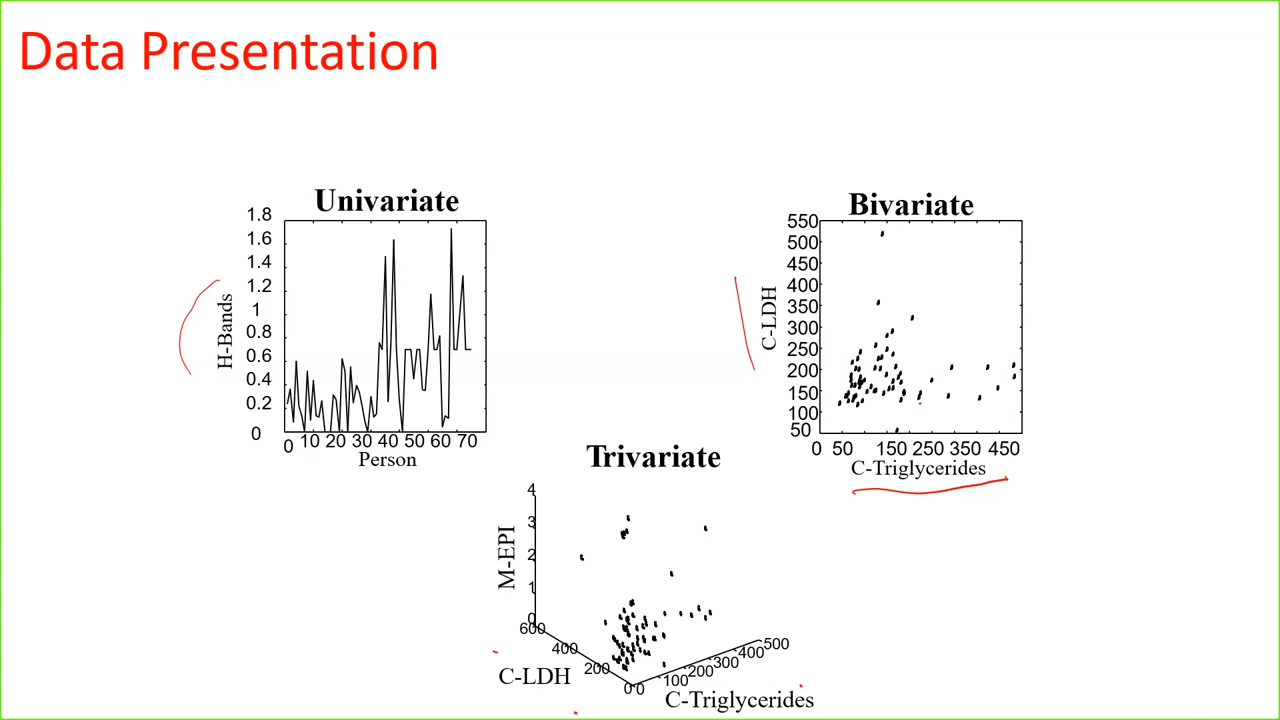 Data Presentation
Univariate
1.8
1.6
1.4
1.2
1
0.8
0.6
0.4
0.2
0
H-Bands
0 10 20 30 40 50 60 70
Person
Bivariate
550
500
450
400
350
300
250
200
150
100
50
C-LDH
0 50 150 250 350 450
C-Triglycerides
Trivariate
4
3
2
1
0
M-EPI
600
400
200
0
C-LDH
0 100 200 300 400 500
C-Triglycerides